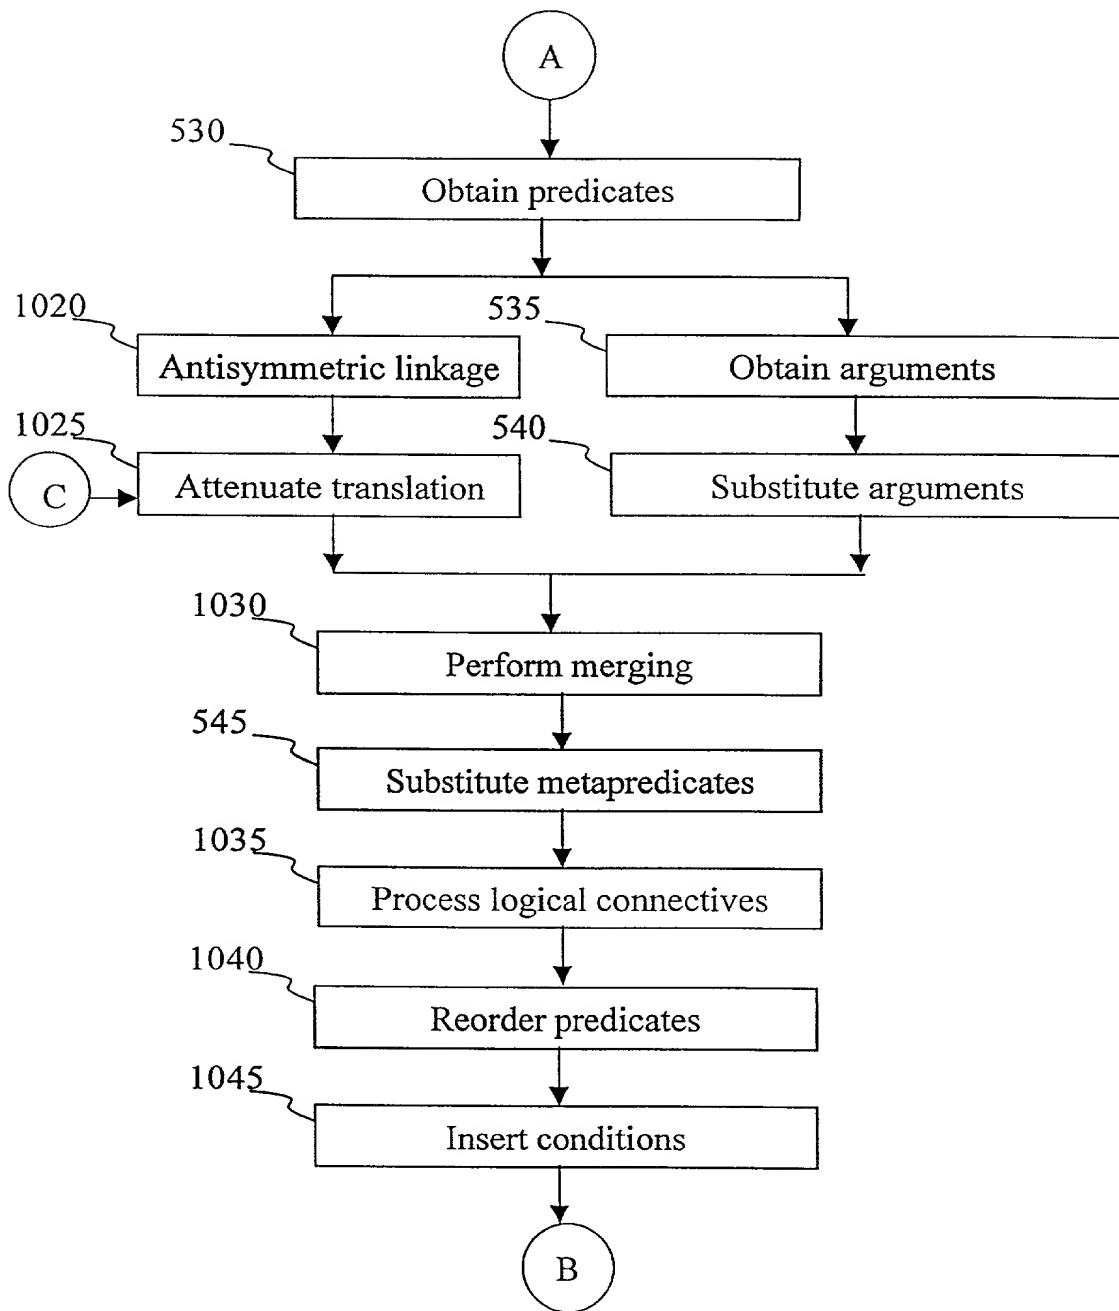 A
530
Obtain predicates
1020
535
Antisymmetric linkage
Obtain arguments
1025
540
C
Attenuate translation
Substitute arguments
1030
Perform merging
545
Substitute metapredicates
1035
Process logical connectives
1040
Reorder predicates
1045
Insert conditions
B